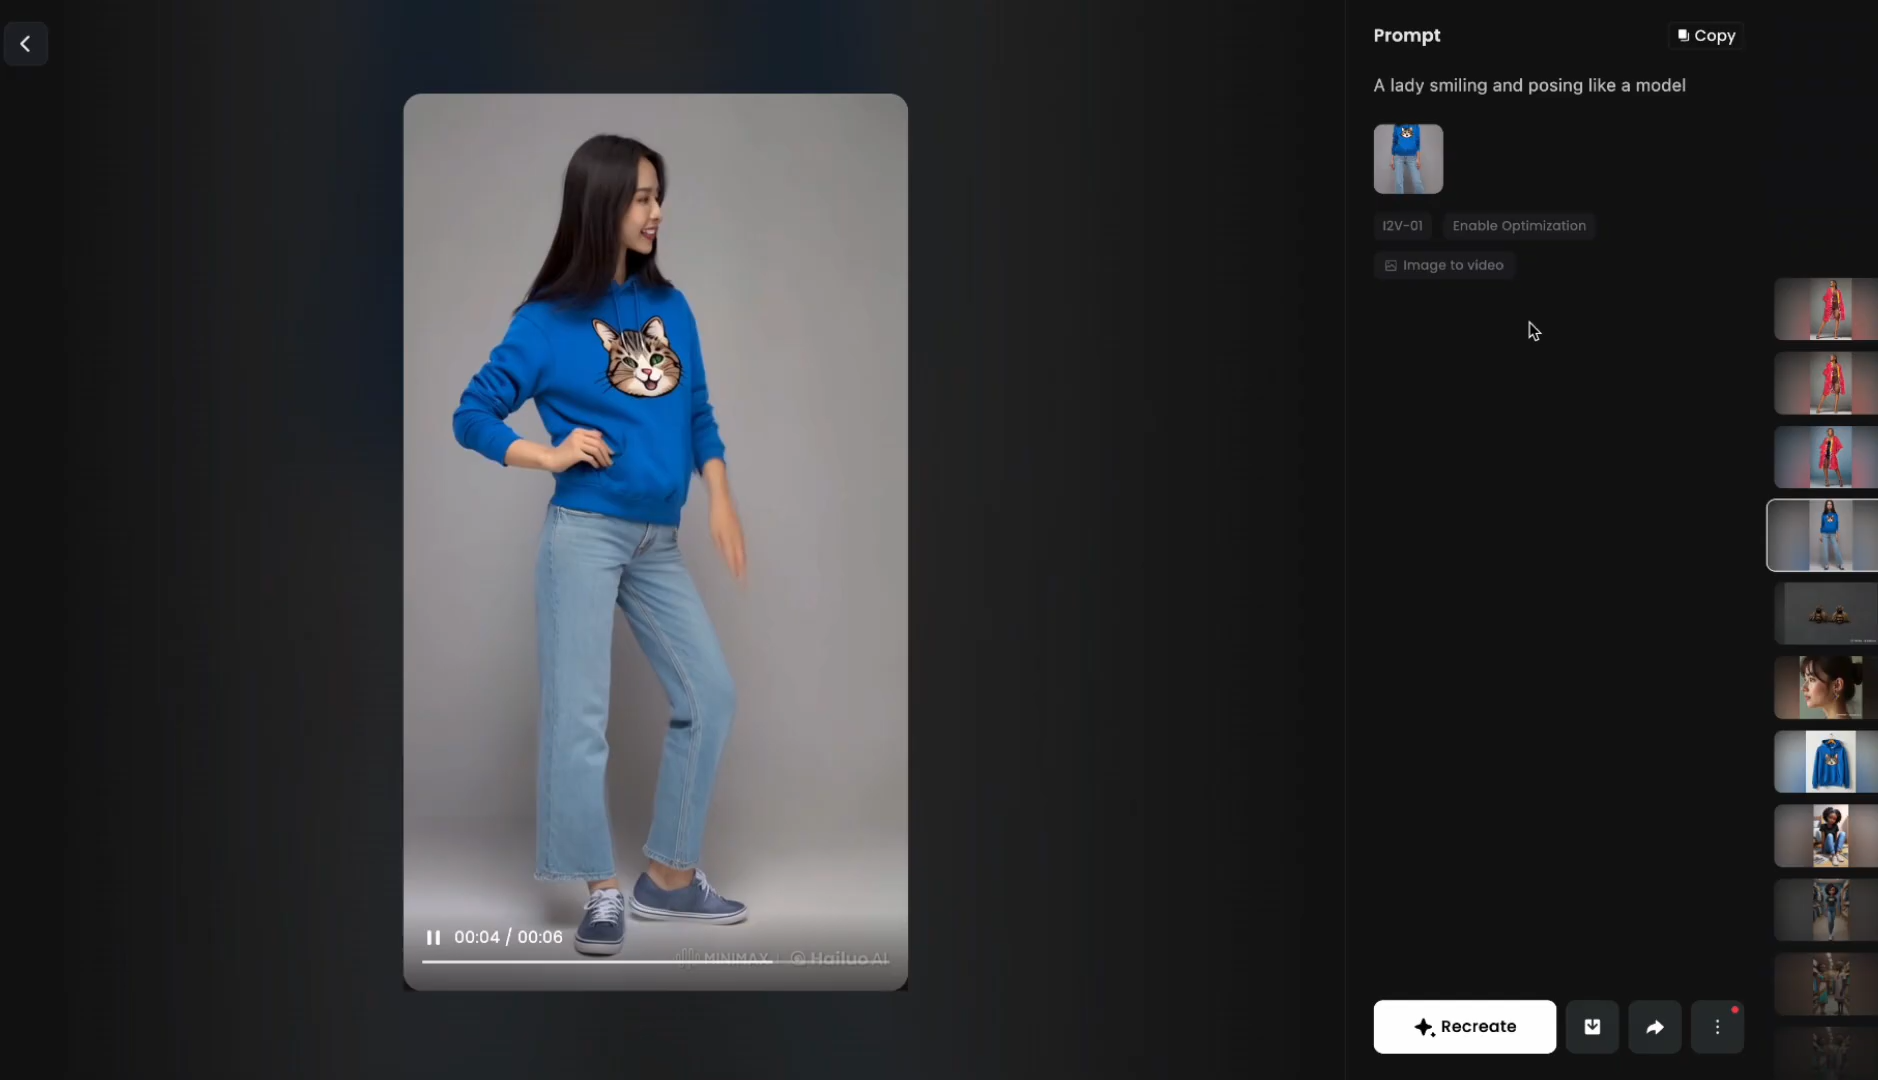 Prompt
Copy
A lady smiling and posing like a model
I2V-01
Enable Optimization
Image to video
00:04 / 00:06
MINIMAX
Hailuo AI
Recreate